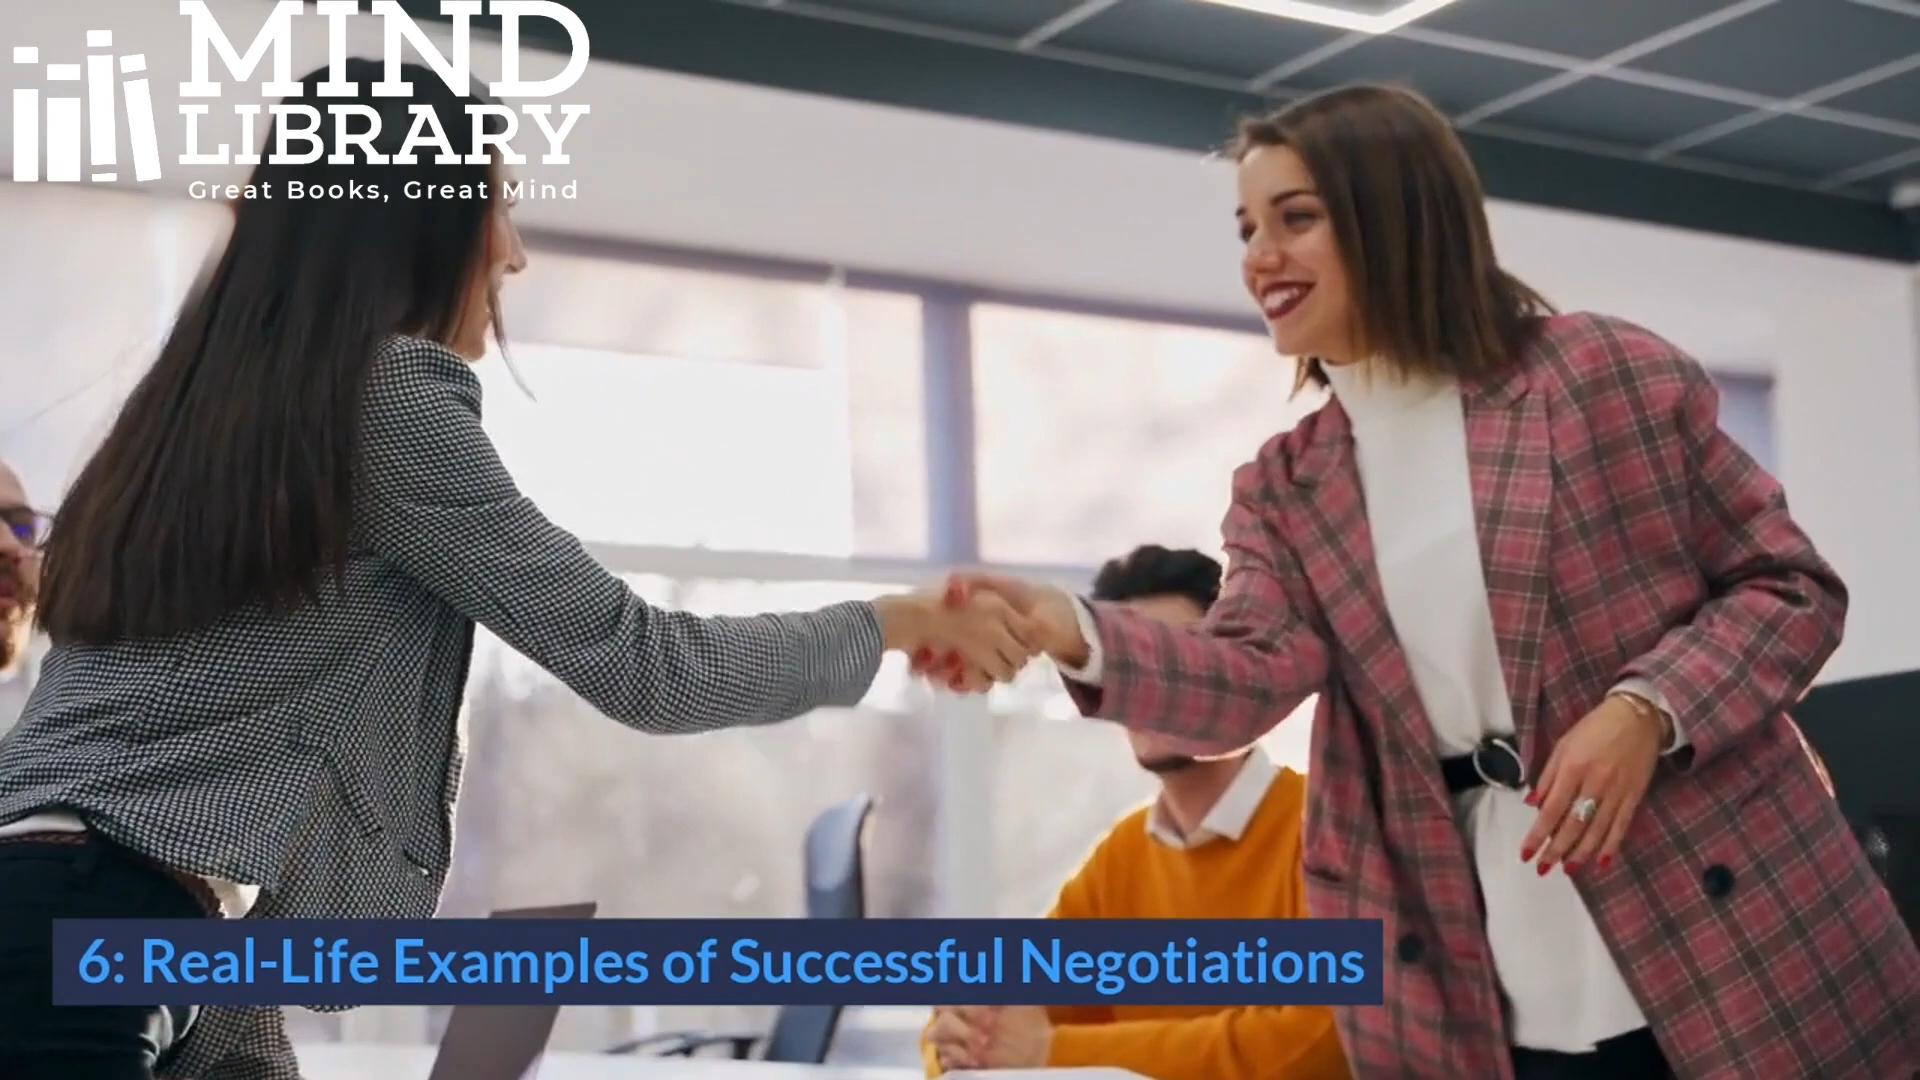 MIND
LIBRARY
Great Books, Great Mind
6: Real-Life Examples of Successful Negotiations